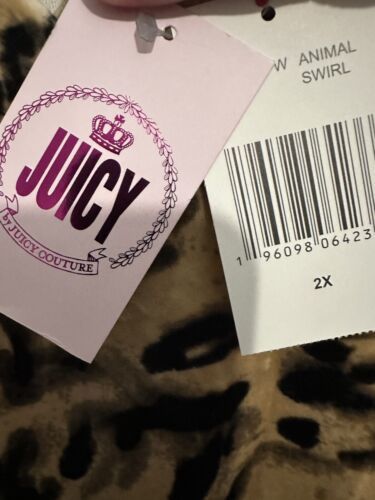 JUICY
by JUICY COUTURE
W ANIMAL
SWIRL
1 96098 06423
2X